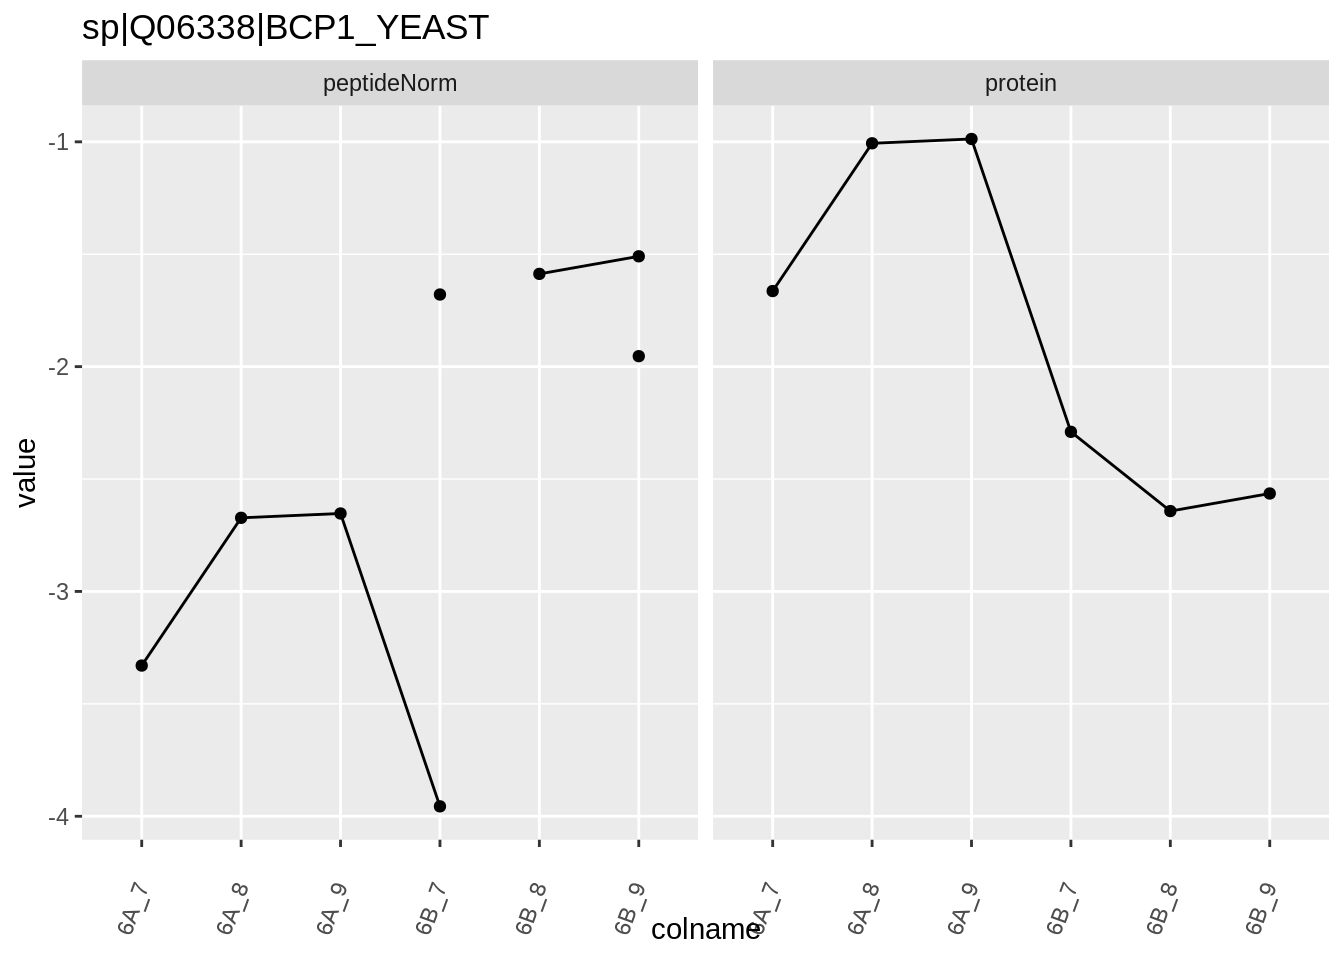 sp|Q06338|BCP1_YEAST
peptideNorm
protein
value
-1
-2
-3
-4
6A_7
6A_8
6A_9
6B_7
6B_8
6B_9
6A_7
6A_8
6A_9
6B_7
6B_8
6B_9
colname